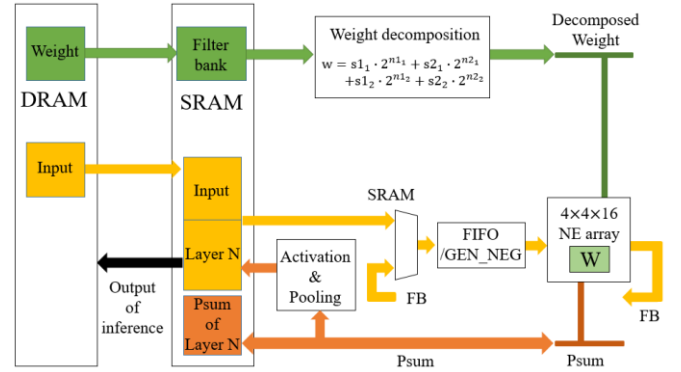 Weight
DRAM
Input
Filter
bank
SRAM
Input
Layer N
Psum
of
Layer N
Output
of
inference
Weight decomposition
w = s1₁ · 2^{n1₁} + s2₁ · 2^{n2₁}
+s1₂ · 2^{n1₂} + s2₂ · 2^{n2₂}
Decomposed
Weight
Activation
&
Pooling
SRAM
FB
FIFO
/GEN_NEG
4×4×16
NE array
W
FB
Psum
Psum